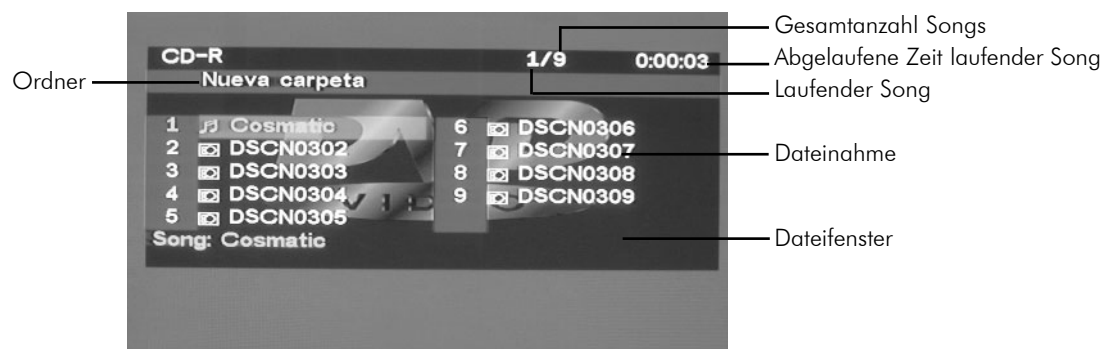 Gesamtanzahl Songs
CD-R 1/9 0:00:03
Abgelaufene Zeit laufender Song
Ordner
Nueva carpeta
Laufender Song
1 Cosmatic
2 DSCN0302
3 DSCN0303
4 DSCN0304
5 DSCN0305
6 DSCN0306
7 DSCN0307
8 DSCN0308
9 DSCN0309
Dateinahme
Song: Cosmatic
Dateifenster